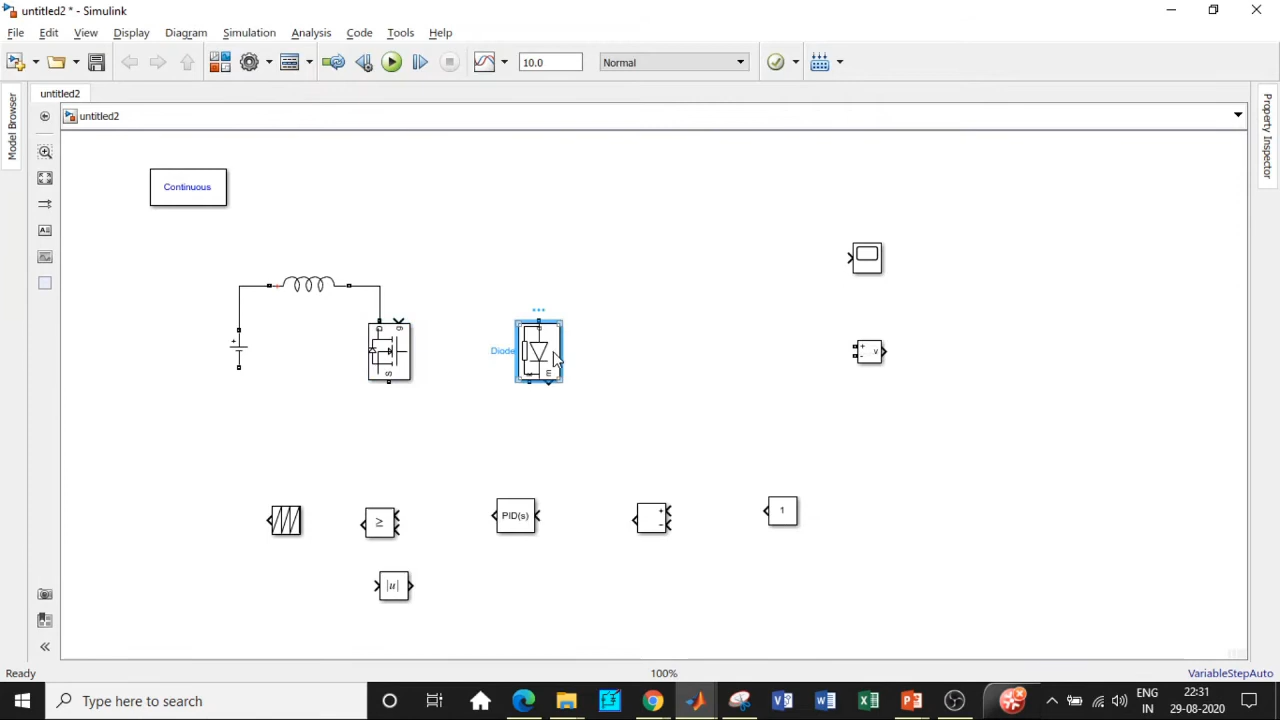 untitled2 * - Simulink
File Edit View Display Diagram Simulation Analysis Code Tools Help
10.0 Normal
untitled2
untitled2
Model Browser
Property Inspector
Continuous
+
D g
S
Diode
a
k m
+ v
-
≥
PID(s)
+
-
1
|u|
Ready 100% VariableStepAuto
Type here to search
ENG 22:31
IN 29-08-2020